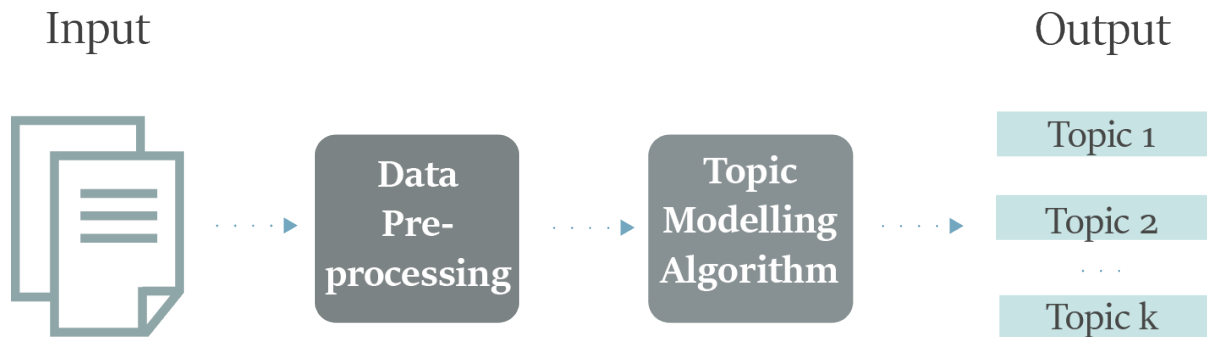 Input
Output
Data
Pre-
processing
Topic
Modelling
Algorithm
Topic 1
Topic 2
. . .
Topic k